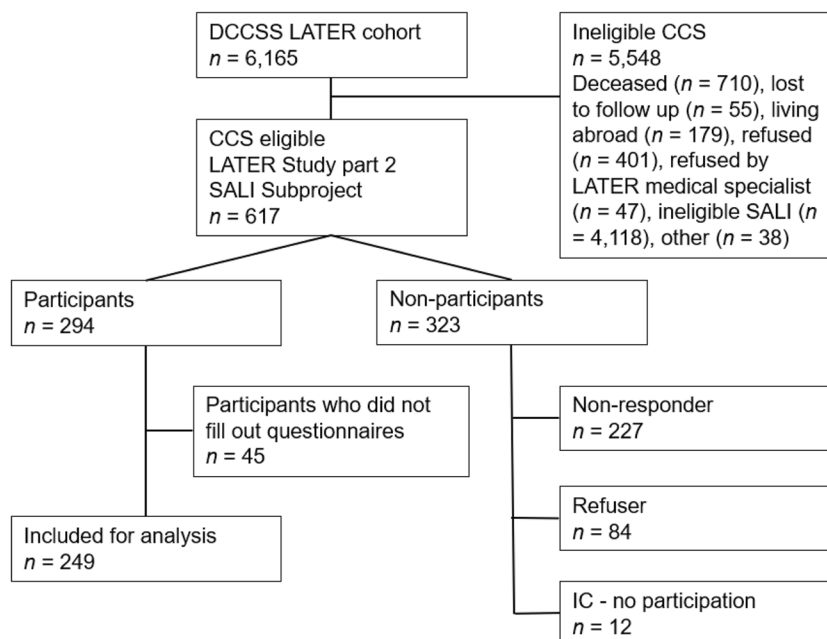 DCCSS LATER cohort
n = 6,165
Ineligible CCS
n = 5,548
Deceased (n = 710), lost
to follow up (n = 55), living
abroad (n = 179), refused
(n = 401), refused by
LATER medical specialist
(n = 47), ineligible SALI (n
= 4,118), other (n = 38)
CCS eligible
LATER Study part 2
SALI Subproject
n = 617
Participants
n = 294
Non-participants
n = 323
Participants who did not
fill out questionnaires
n = 45
Non-responder
n = 227
Refuser
n = 84
Included for analysis
n = 249
IC - no participation
n = 12